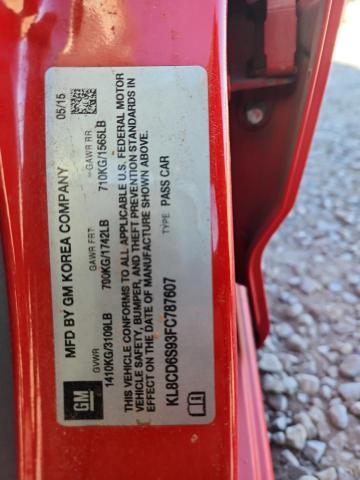 MFD BY GM KOREA COMPANY 05/15
GVWR GAWR FRT: GAWR RR
1410KG/3109LB 790KG/1742LB 710KG/1565LB
THIS VEHICLE CONFORMS TO ALL APPLICABLE U.S. FEDERAL MOTOR
VEHICLE SAFETY, BUMPER, AND THEFT PREVENTION STANDARDS IN
EFFECT ON THE DATE OF MANUFACTURE SHOWN ABOVE.
KL8CD6S93FC787607 TYPE: PASS CAR
GM